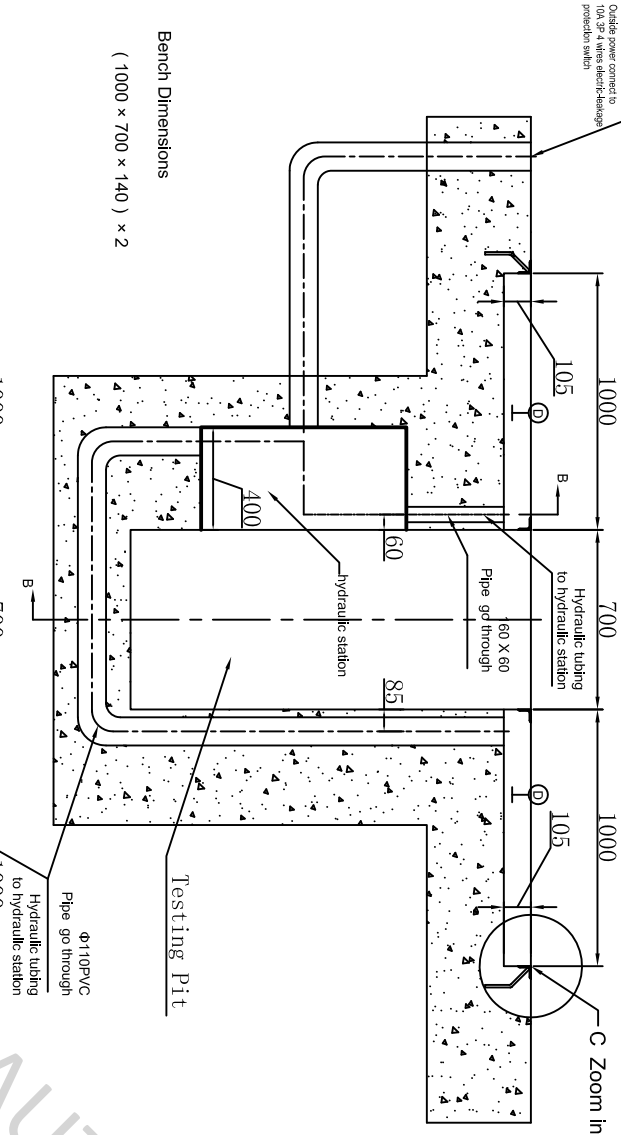 Outside power connect to
10A 3P 4 wires electric-leakage
protection switch
C Zoom in
1000
700
1000
105
105
D
D
B
Hydraulic tubing
to hydraulic station
160 X 60
Pipe go through
60
85
400
hydraulic station
B
Testing Pit
Φ110PVC
Pipe go through
Hydraulic tubing
to hydraulic station
Bench Dimensions
( 1000 × 700 × 140 ) × 2